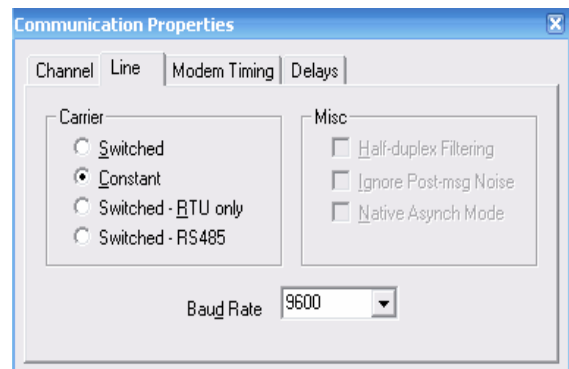 Communication Properties
Channel Line Modem Timing Delays
Carrier
Switched
Constant
Switched - RTU only
Switched - RS485
Misc
Half-duplex Filtering
Ignore Post-msg Noise
Native Asynch Mode
Baud Rate 9600